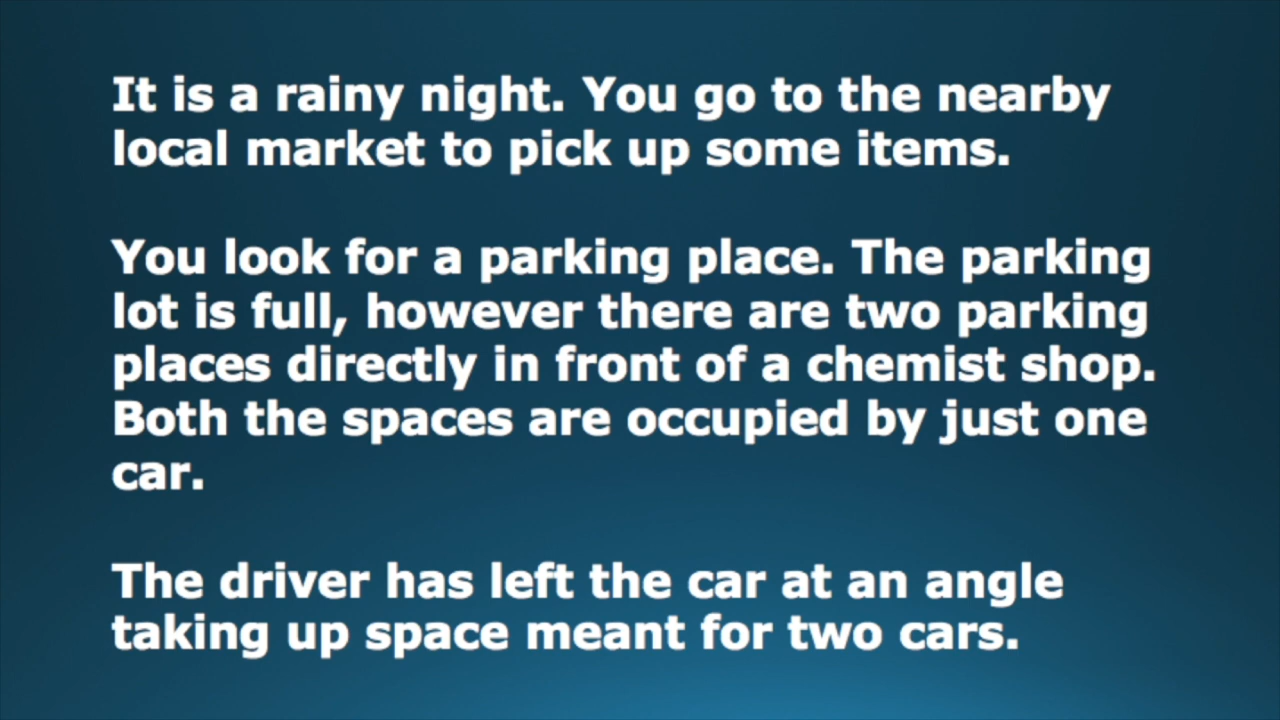 It is a rainy night. You go to the nearby
local market to pick up some items.
You look for a parking place. The parking
lot is full, however there are two parking
places directly in front of a chemist shop.
Both the spaces are occupied by just one
car.
The driver has left the car at an angle
taking up space meant for two cars.